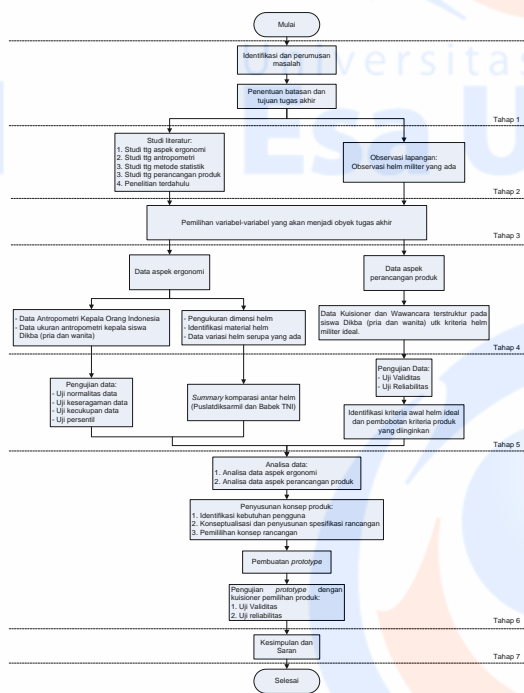 Mulai
Identifikasi dan perumusan
masalah
Universitas
Penentuan batasan dan
tujuan tugas akhir
Tahap 1
Esa U
Studi literatur:
1. Studi ttg aspek ergonomi
2. Studi ttg antropometri
3. Studi ttg metode statistik
3. Studi ttg perancangan produk
4. Penelitian terdahulu
Observasi lapangan:
Observasi helm militer yang ada
Tahap 2
Pemilihan variabel-variabel yang akan menjadi obyek tugas akhir
Tahap 3
Data aspek ergonomi
Data aspek
perancangan produk
- Data Antropometri Kepala Orang Indonesia
- Data ukuran antropometri kepala siswa
Dikba (pria dan wanita)
- Pengukuran dimensi helm
- Identifikasi material helm
- Data variasi helm serupa yang ada
Data Kuisioner dan Wawancara terstruktur pada
siswa Dikba (pria dan wanita) utk kriteria helm
militer ideal.
Tahap 4
Pengujian data:
- Uji normalitas data
- Uji keseragaman data
- Uji kecukupan data
- Uji persentil
Summary komparasi antar helm
(Puslatdiksarmil dan Babek TNI)
Pengujian Data:
- Uji Validitas
- Uji Reliabilitas
Identifikasi kriteria awal helm ideal
dan pembobotan kriteria produk
yang diinginkan
Tahap 5
Analisa data:
1. Analisa data aspek ergonomi
2. Analisa data aspek perancangan produk
Penyusunan konsep produk:
1. Identifikasi kebutuhan pengguna
2. Konseptualisasi dan penyusunan spesifikasi rancangan
3. Pemililihan konsep rancangan
Pembuatan prototype
Pengujian prototype dengan
kuisioner pemilihan produk:
1. Uji Validitas
2. Uji reliabilitas
Tahap 6
Kesimpulan dan
Saran
Tahap 7
Selesai